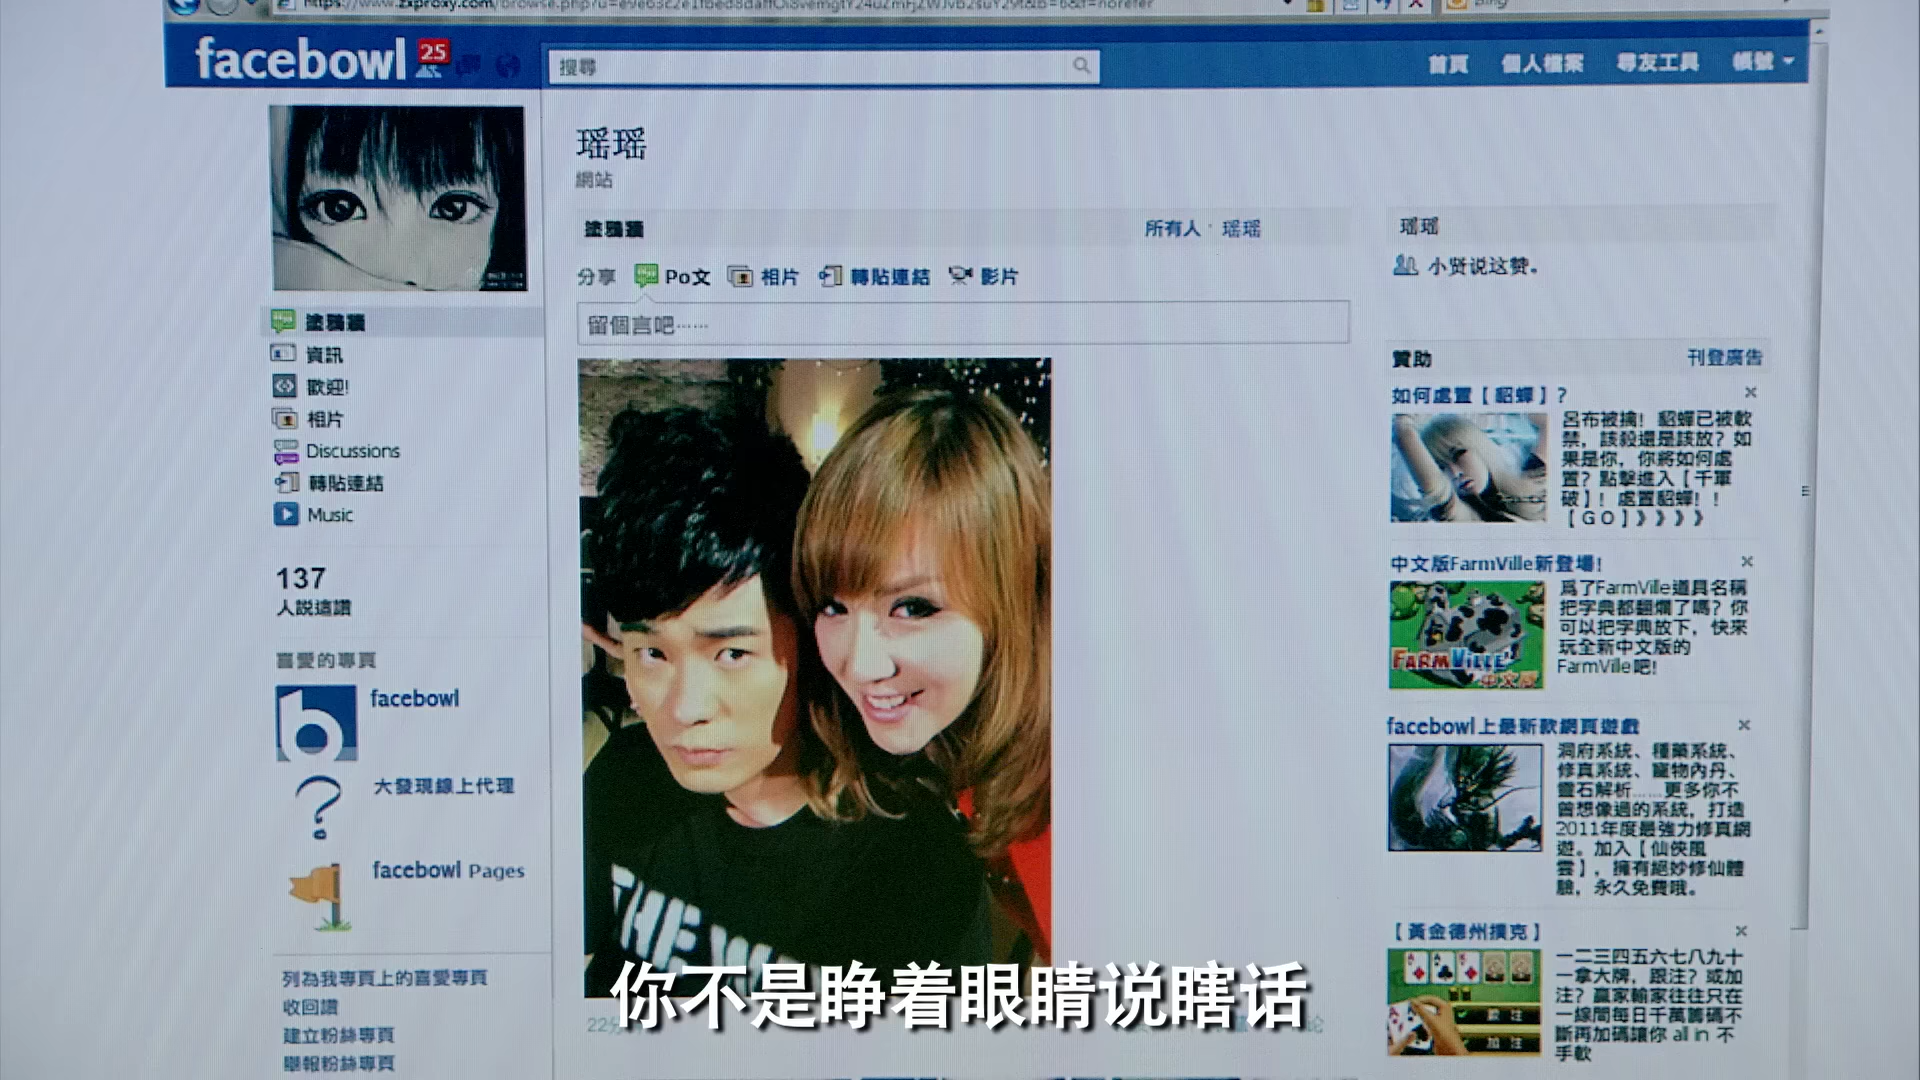 facebowl
25
搜尋
首頁 個人檔案 尋友工具 帳號
瑶瑶
網站
塗鴉牆
所有人 · 瑶瑶
分享 Po文 相片 轉貼連結 影片
留個言吧……
塗鴉牆
資訊
歡迎!
相片
Discussions
轉貼連結
Music
137
人說這讚
喜愛的專頁
facebowl
大發現線上代理
facebowl Pages
列為我專頁上的喜愛專頁
收回讚
建立粉絲專頁
舉報粉絲專頁
THE W
瑶瑶
小贤说这赞。
贊助 刊登廣告
如何處置【貂蟬】?
呂布被擒！貂蟬已被軟
禁，該殺還是該放？如
果是你，你將如何處
置？點擊進入【千軍
破】！處置貂蟬！！
【GO】》》》》
中文版FarmVille新登場!
為了FarmVille道具名稱
把字典都翻爛了嗎？你
可以把字典放下，快來
玩全新中文版的
FarmVille吧!
FARMVILLE
中文版
facebowl上最新款網頁遊戲
洞府系統、種藥系統、
修真系統、寵物內丹、
靈石解析……更多你不
曾想像過的系統，打造
2011年度最強力修真網
遊。加入【仙俠風
雲】，擁有絕妙修仙體
驗，永久免費哦。
【黃金德州撲克】
一二三四五六七八九十
一拿大牌，跟注？或加
注？贏家輸家往往只在
一線間每日千萬籌碼不
斷再加碼讓你 all in 不
手軟
加 注
你不是睁着眼睛说瞎话